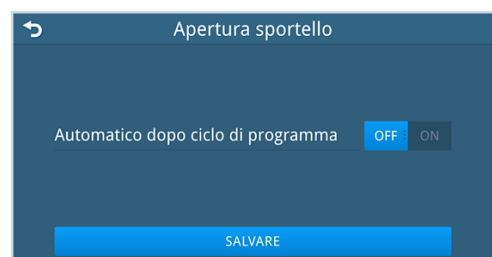 Apertura sportello
Automatico dopo ciclo di programma OFF ON
SALVARE